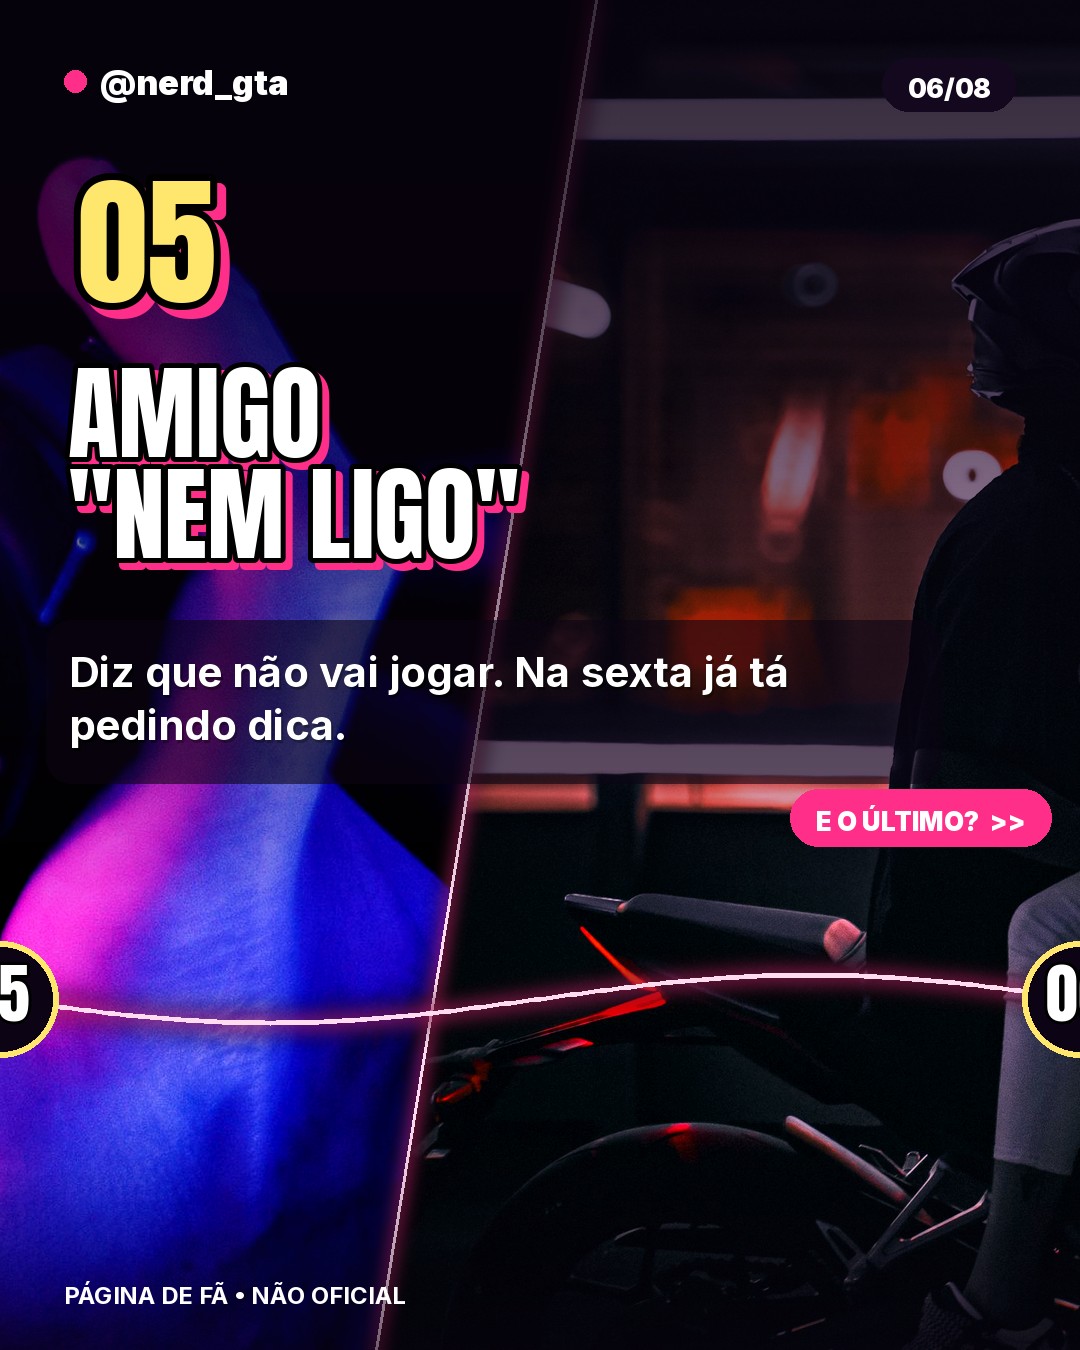 @nerd_gta
06/08
05
AMIGO
"NEM LIGO"
Diz que não vai jogar. Na sexta já tá
pedindo dica.
E O ÚLTIMO? >>
5
0
PÁGINA DE FÃ • NÃO OFICIAL